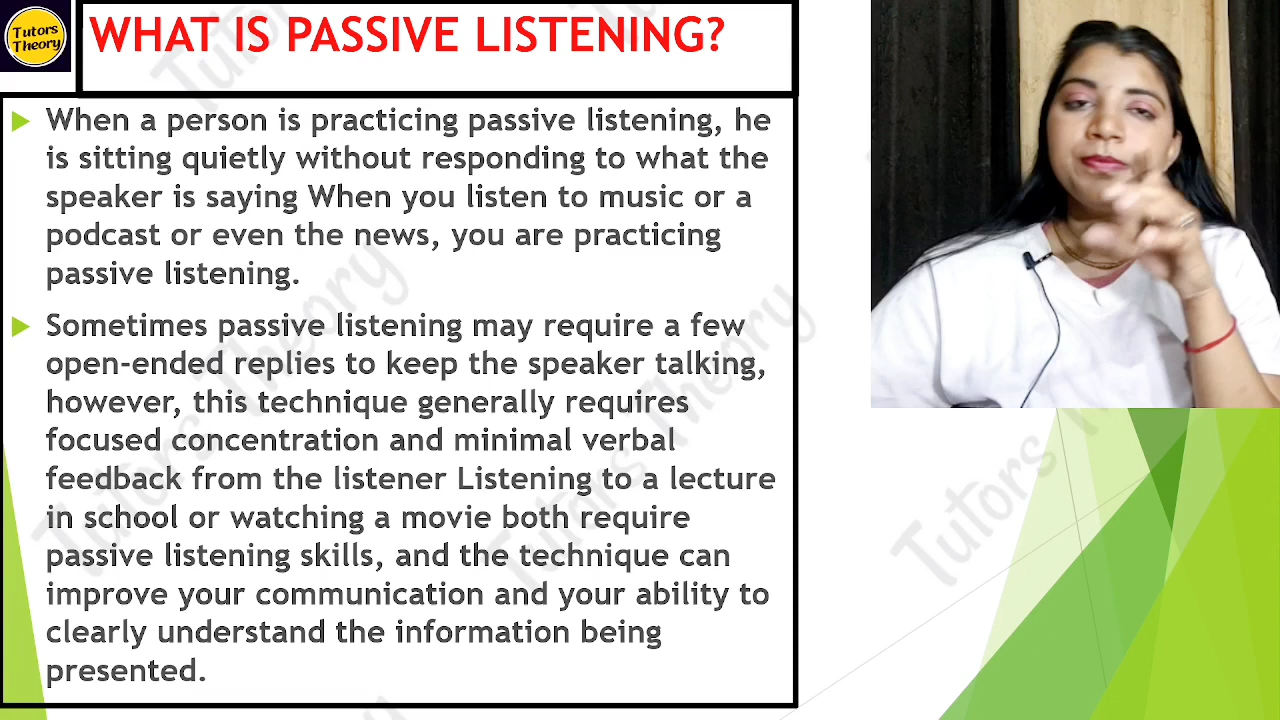 Tutors
Theory
WHAT IS PASSIVE LISTENING?
When a person is practicing passive listening, he
is sitting quietly without responding to what the
speaker is saying When you listen to music or a
podcast or even the news, you are practicing
passive listening.
Sometimes passive listening may require a few
open-ended replies to keep the speaker talking,
however, this technique generally requires
focused concentration and minimal verbal
feedback from the listener Listening to a lecture
in school or watching a movie both require
passive listening skills, and the technique can
improve your communication and your ability to
clearly understand the information being
presented.
Tutors Theory
Tutors Theory